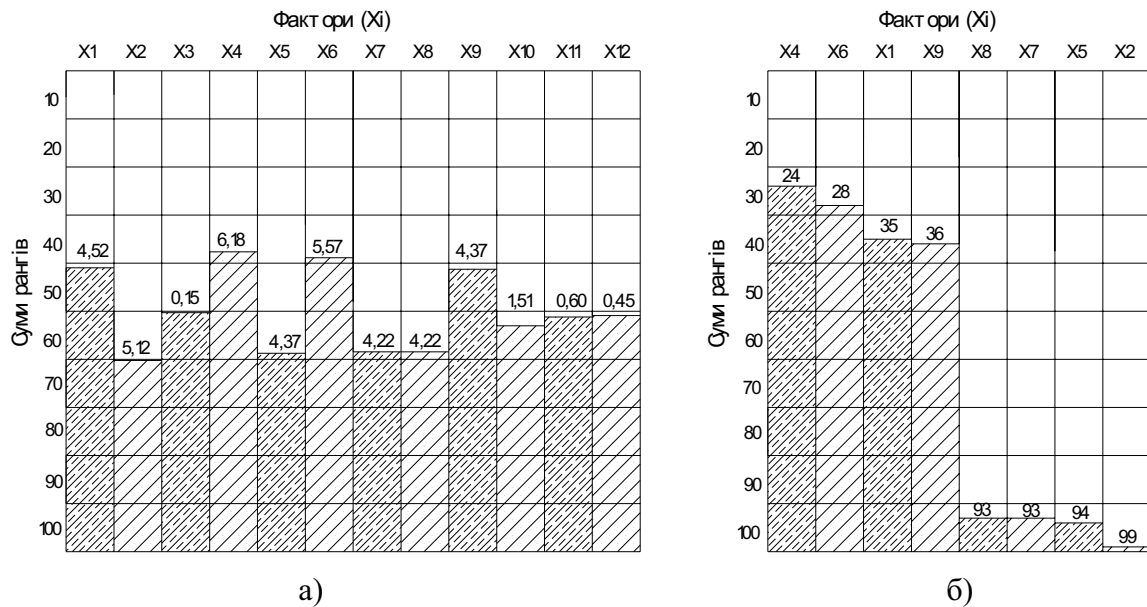 Фактори (Xi)
X1 X2 X3 X4 X5 X6 X7 X8 X9 X10 X11 X12
Суми рангів
10
20
30
40
50
60
70
80
90
100
4,52 5,12 0,15 6,18 4,37 5,57 4,22 4,22 4,37 1,51 0,60 0,45
а)
Фактори (Xi)
X4 X6 X1 X9 X8 X7 X5 X2
Суми рангів
10
20
30
40
50
60
70
80
90
100
24 28 35 36 93 93 94 99
б)